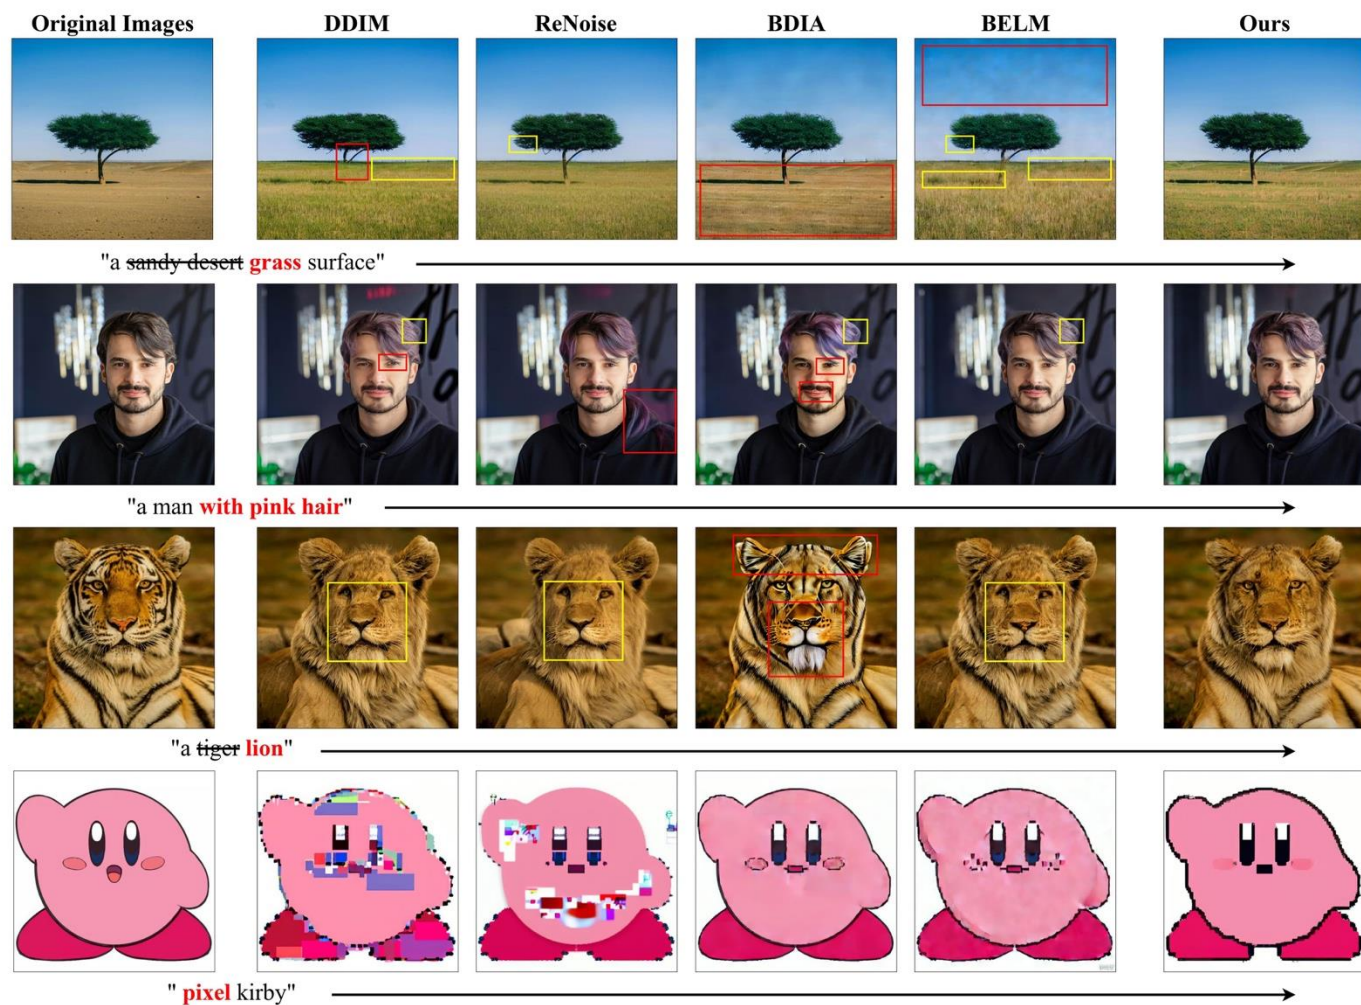 Original Images DDIM ReNoise BDIA BELM Ours
"a sandy desert grass surface"
"a man with pink hair"
"a tiger lion"
" pixel kirby"